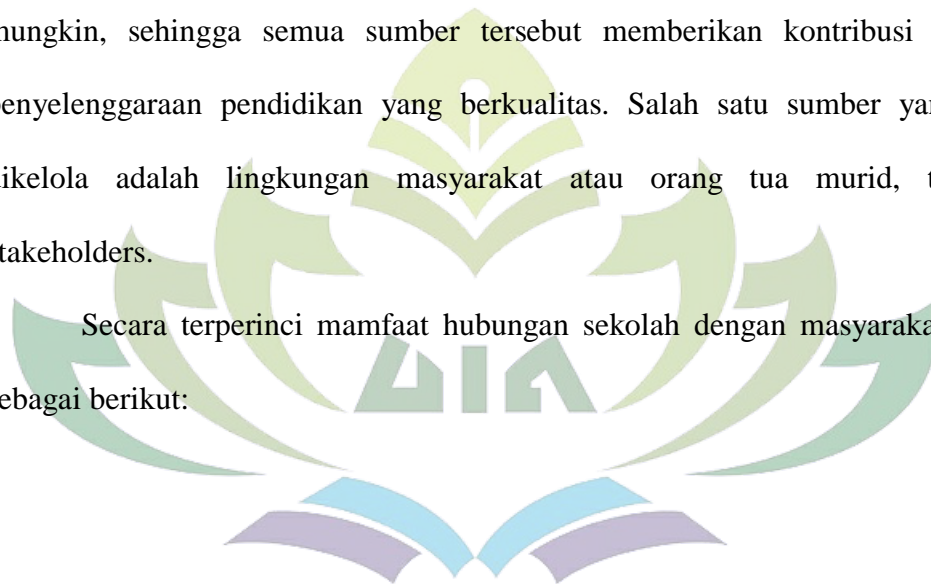 mungkin, sehingga semua sumber tersebut memberikan kontribusi
penyelenggaraan pendidikan yang berkualitas. Salah satu sumber
dikelola adalah lingkungan masyarakat atau orang tua murid,
stakeholders.
Secara terperinci mamfaat hubungan sekolah dengan masyaraka
sebagai berikut:
UIN